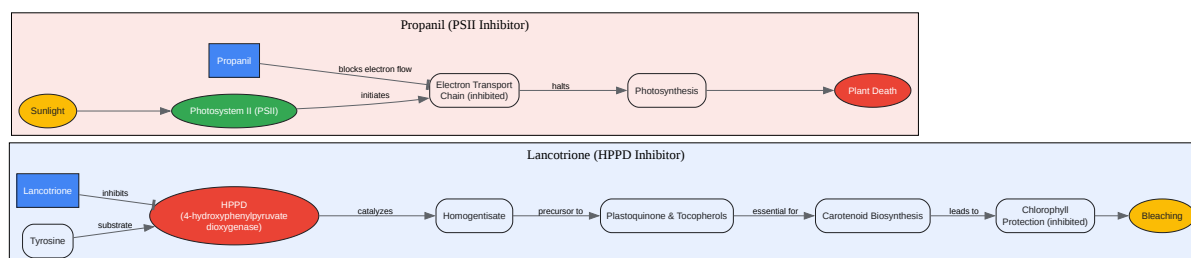 Propanil (PSII Inhibitor)
Propanil
blocks electron flow
Sunlight
Photosystem II (PSII)
initiates
Electron Transport
Chain (inhibited)
halts
Photosynthesis
Plant Death
Lancotrione (HPPD Inhibitor)
Lancotrione
inhibits
Tyrosine
substrate
HPPD
(4-hydroxyphenylpyruvate
dioxygenase)
catalyzes
Homogentisate
precursor to
Plastoquinone & Tocopherols
essential for
Carotenoid Biosynthesis
leads to
Chlorophyll
Protection (inhibited)
Bleaching